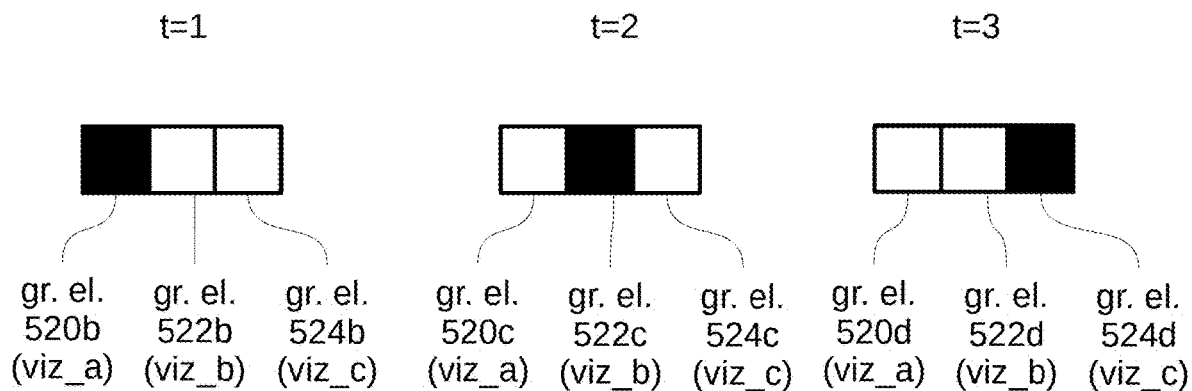 t=1 t=2 t=3
gr. el. gr. el. gr. el. gr. el. gr. el. gr. el. gr. el. gr. el. gr. el.
520b 522b 524b 520c 522c 524c 520d 522d 524d
(viz_a) (viz_b) (viz_c) (viz_a) (viz_b) (viz_c) (viz_a) (viz_b) (viz_c)